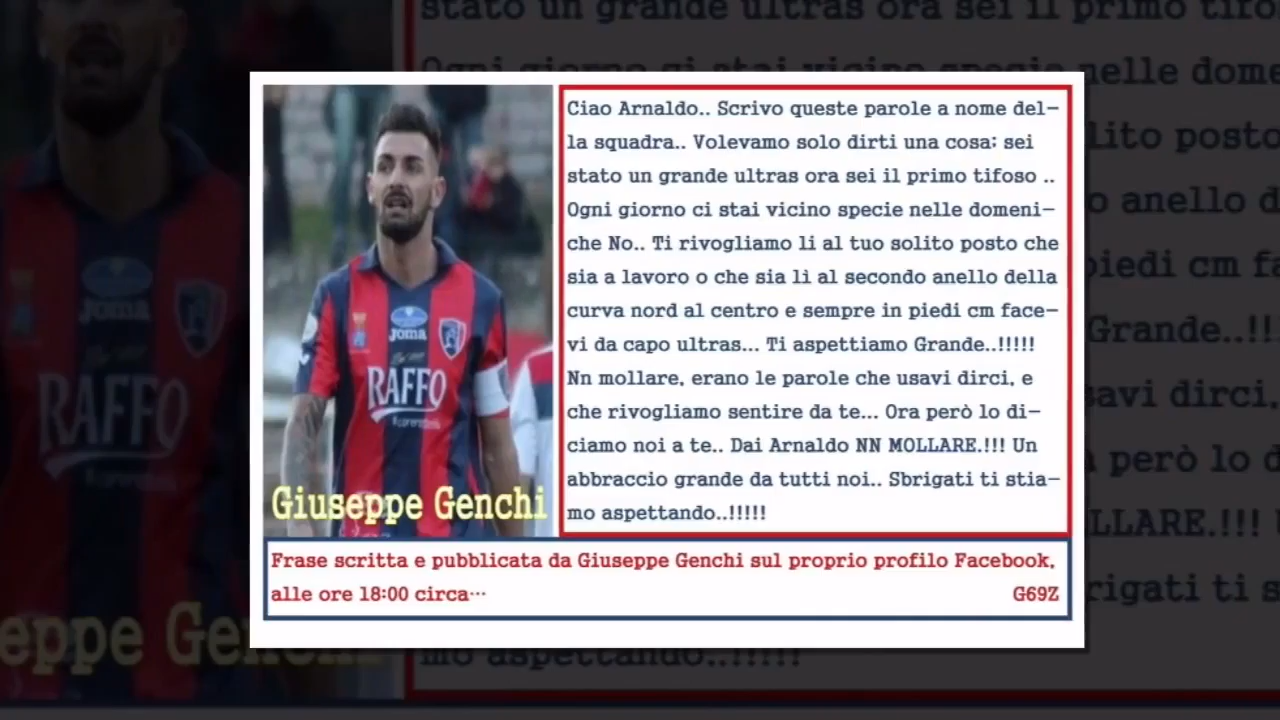 Ciao Arnaldo.. Scrivo queste parole a nome del-
la squadra.. Volevamo solo dirti una cosa: sei
stato un grande ultras ora sei il primo tifoso ..
Ogni giorno ci stai vicino specie nelle domeni-
che No.. Ti rivogliamo li al tuo solito posto che
sia a lavoro o che sia lì al secondo anello della
curva nord al centro e sempre in piedi cm face-
vi da capo ultras... Ti aspettiamo Grande..!!!!!
Nn mollare, erano le parole che usavi dirci, e
che rivogliamo sentire da te... Ora però lo di-
ciamo noi a te.. Dai Arnaldo NN MOLLARE.!!! Un
abbraccio grande da tutti noi.. Sbrigati ti stia-
mo aspettando..!!!!!
Joma
RAFFO
Giuseppe Genchi
Frase scritta e pubblicata da Giuseppe Genchi sul proprio profilo Facebook,
alle ore 18:00 circa...
G69Z